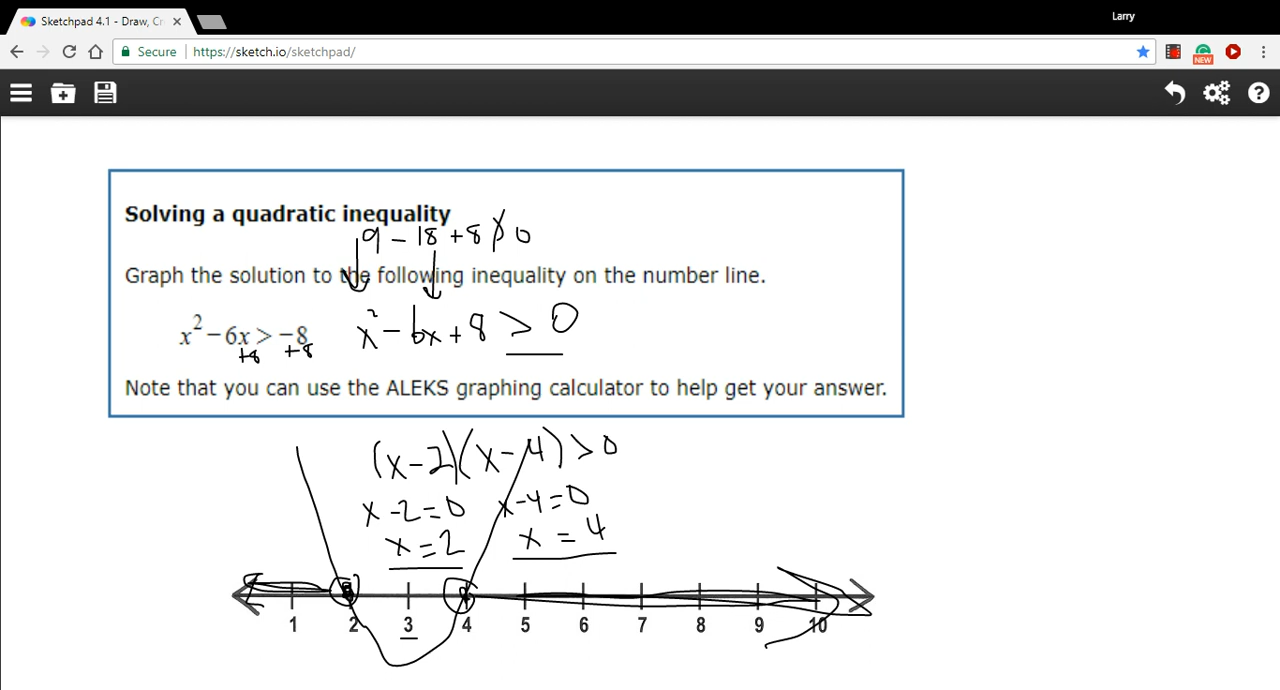 Larry
Sketchpad 4.1 - Draw, Cr
Secure https://sketch.io/sketchpad/
NEW
Solving a quadratic inequality
9 - 18 + 8 > 0
Graph the solution to the following inequality on the number line.
x² - 6x > -8 x² - 6x + 8 > 0
+8 +8
Note that you can use the ALEKS graphing calculator to help get your answer.
(x-2)(x-4) > 0
x-2=0 x-4=0
x=2 x = 4
1 2 3 4 5 6 7 8 9 10